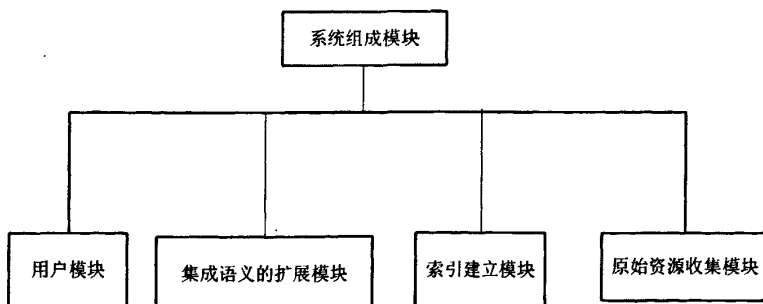 系统组成模块
用户模块
集成语义的扩展模块
索引建立模块
原始资源收集模块